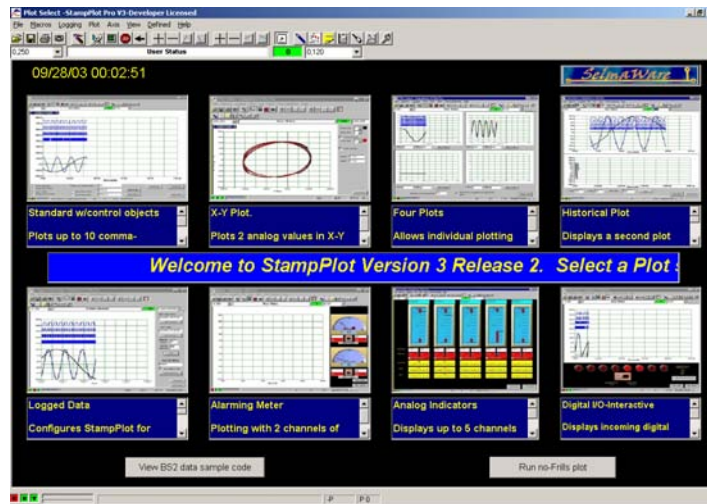 Plot Select -StampPlot Pro V3-Developer Licensed
File Macros Logging Plot Axis View Defined Help
0,250 User Status 0 0,120
09/28/03 00:02:51
SelmaWare
Standard w/control objects
Plots up to 10 comma-
X-Y Plot.
Plots 2 analog values in X-Y
Four Plots
Allows individual plotting
Historical Plot
Displays a second plot
Welcome to StampPlot Version 3 Release 2. Select a Plot s
Logged Data
Configures StampPlot for
Alarming Meter
Plotting with 2 channels of
Analog Indicators
Displays up to 5 channels
Digital I/O-Interactive
Displays incoming digital
View BS2 data sample code
Run no-Frills plot
-P P 0